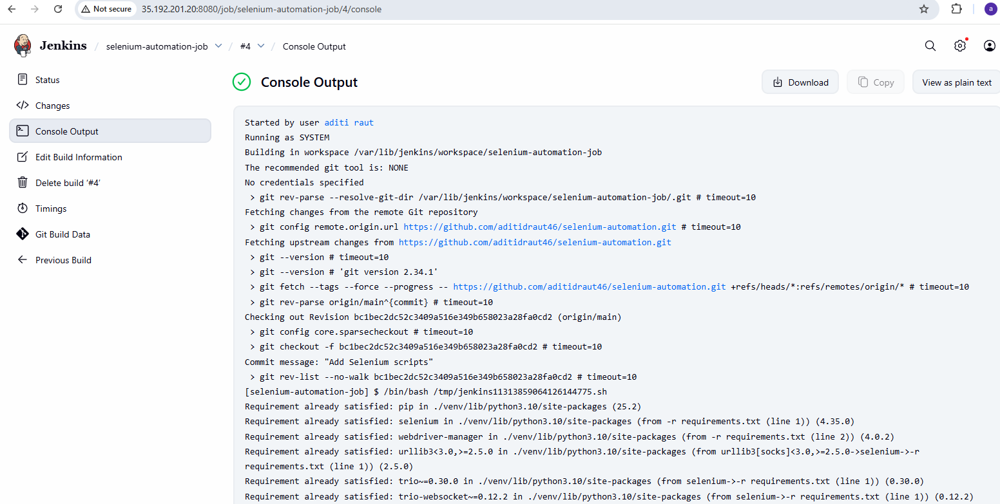 Not secure 35.192.201.20:8080/job/selenium-automation-job/4/console a
Jenkins / selenium-automation-job / #4 / Console Output
Status
Changes
Console Output
Edit Build Information
Delete build ‘#4’
Timings
Git Build Data
Previous Build
Console Output
Download
Copy
View as plain text
Started by user aditi raut
Running as SYSTEM
Building in workspace /var/lib/jenkins/workspace/selenium-automation-job
The recommended git tool is: NONE
No credentials specified
> git rev-parse --resolve-git-dir /var/lib/jenkins/workspace/selenium-automation-job/.git # timeout=10
Fetching changes from the remote Git repository
> git config remote.origin.url https://github.com/aditidraut46/selenium-automation.git # timeout=10
Fetching upstream changes from https://github.com/aditidraut46/selenium-automation.git
> git --version # timeout=10
> git --version # 'git version 2.34.1'
> git fetch --tags --force --progress -- https://github.com/aditidraut46/selenium-automation.git +refs/heads/*:refs/remotes/origin/* # timeout=10
> git rev-parse origin/main^{commit} # timeout=10
Checking out Revision bc1bec2dc52c3409a516e349b658023a28fa0cd2 (origin/main)
> git config core.sparsecheckout # timeout=10
> git checkout -f bc1bec2dc52c3409a516e349b658023a28fa0cd2 # timeout=10
Commit message: "Add Selenium scripts"
> git rev-list --no-walk bc1bec2dc52c3409a516e349b658023a28fa0cd2 # timeout=10
[selenium-automation-job] $ /bin/bash /tmp/jenkins11313859064126144775.sh
Requirement already satisfied: pip in ./venv/lib/python3.10/site-packages (25.2)
Requirement already satisfied: selenium in ./venv/lib/python3.10/site-packages (from -r requirements.txt (line 1)) (4.35.0)
Requirement already satisfied: webdriver-manager in ./venv/lib/python3.10/site-packages (from -r requirements.txt (line 2)) (4.0.2)
Requirement already satisfied: urllib3<3.0,>=2.5.0 in ./venv/lib/python3.10/site-packages (from urllib3[socks]<3.0,>=2.5.0->selenium->-r
requirements.txt (line 1)) (2.5.0)
Requirement already satisfied: trio~=0.30.0 in ./venv/lib/python3.10/site-packages (from selenium->-r requirements.txt (line 1)) (0.30.0)
Requirement already satisfied: trio-websocket~=0.12.2 in ./venv/lib/python3.10/site-packages (from selenium->-r requirements.txt (line 1)) (0.12.2)